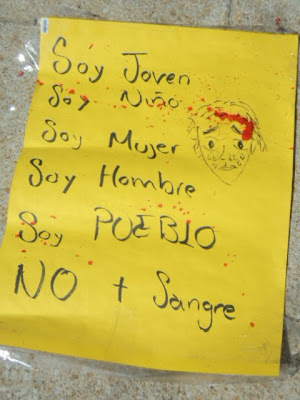 Soy Joven
Soy Niño
Soy Mujer
Soy Hombre
Soy PUEBLO
NO + Sangre